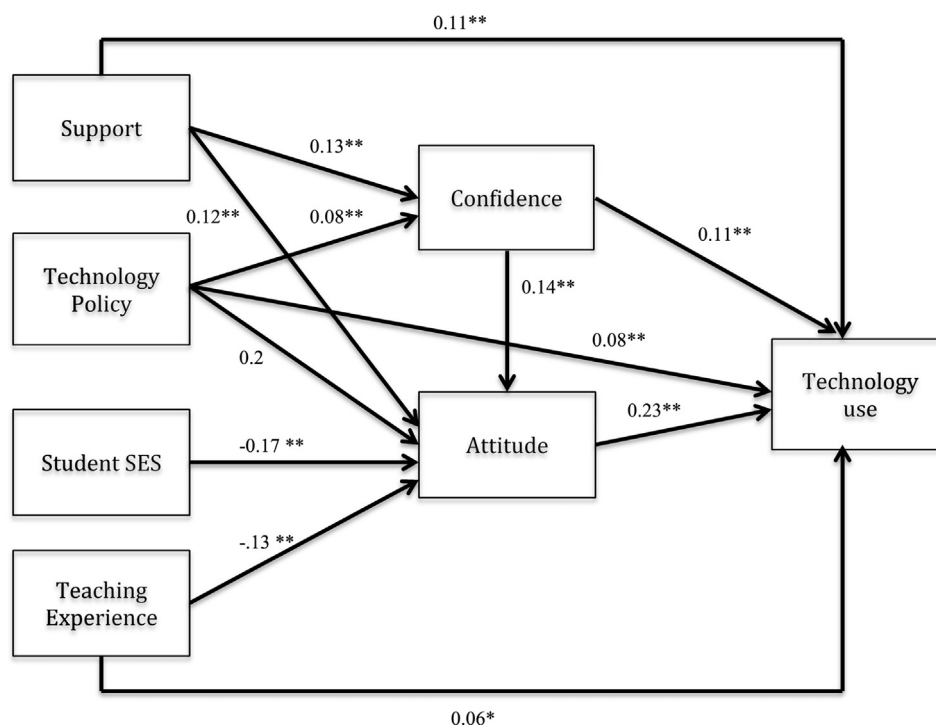 0.11**
Support
0.13**
Confidence
0.12**
0.08**
0.11**
Technology
Policy
0.14**
0.08**
0.2
Technology
use
0.23**
Student SES
-0.17 **
Attitude
-.13 **
Teaching
Experience
0.06*